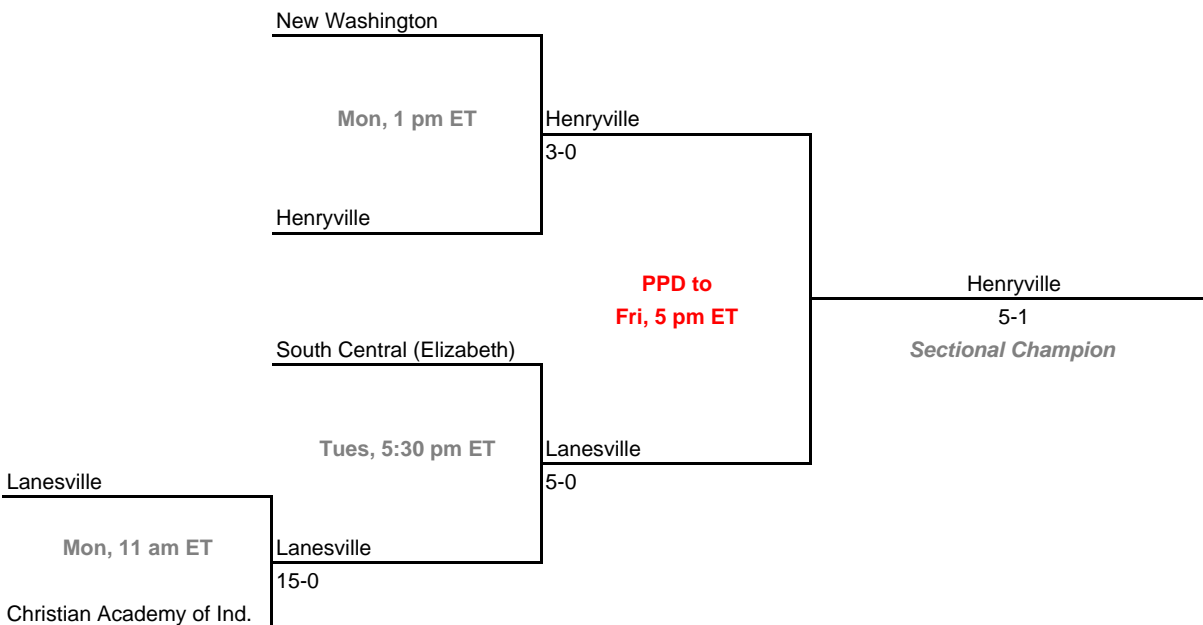 New Washington
Mon, 1 pm ET
Henryville
3-0
Henryville
PPD to
Fri, 5 pm ET
Henryville
5-1
Sectional Champion
South Central (Elizabeth)
Tues, 5:30 pm ET
Lanesville
5-0
Lanesville
Mon, 11 am ET
Lanesville
15-0
Christian Academy of Ind.